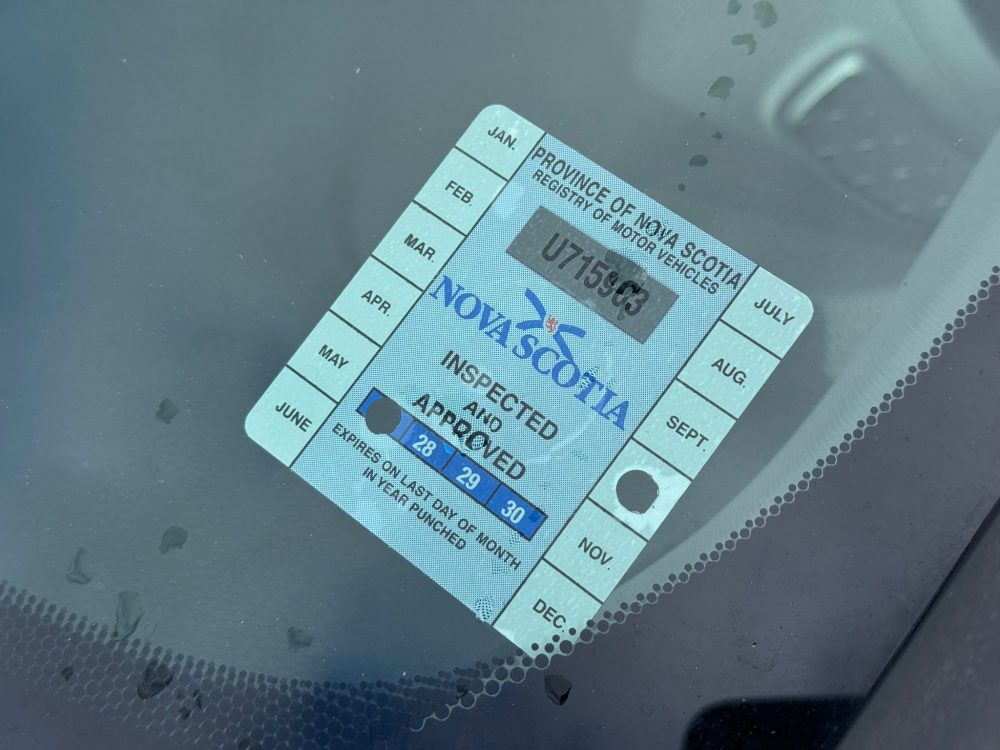 JAN.
FEB.
MAR.
APR.
MAY
JUNE
PROVINCE OF NOVA SCOTIA
REGISTRY OF MOTOR VEHICLES
NOVA SCOTIA
INSPECTED
AND
APPROVED
28 29 30
EXPIRES ON LAST DAY OF MONTH
IN YEAR PUNCHED
JULY
AUG.
SEPT.
NOV.
DEC.